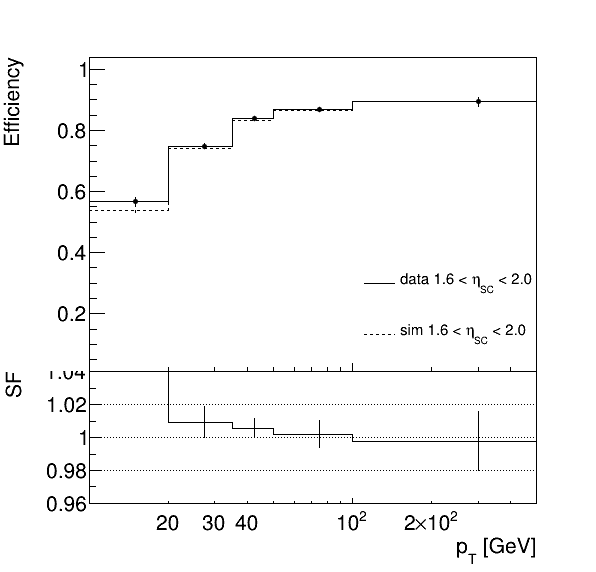 Efficiency
1
0.8
0.6
0.4
0.2
data 1.6 < η_SC < 2.0
sim 1.6 < η_SC < 2.0
SF
1.04
1.02
1
0.98
0.96
20 30 40 10² 2×10²
p_T [GeV]